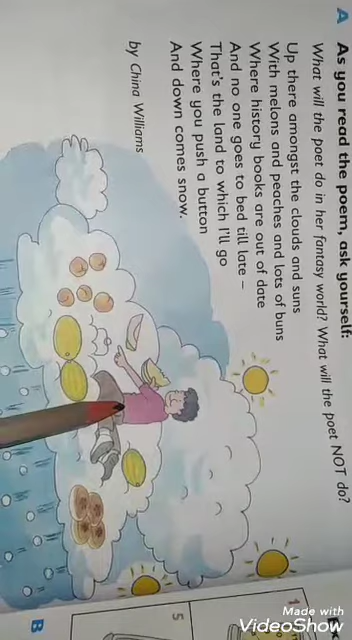 A As you read the poem, ask yourself:
What will the poet do in her fantasy world? What will the poet NOT do?
Up there amongst the clouds and suns
With melons and peaches and lots of buns
Where history books are out of date
And no one goes to bed till late –
That's the land to which I'll go
Where you push a button
And down comes snow.
by China Williams
B
1
5
Made with
VideoShow